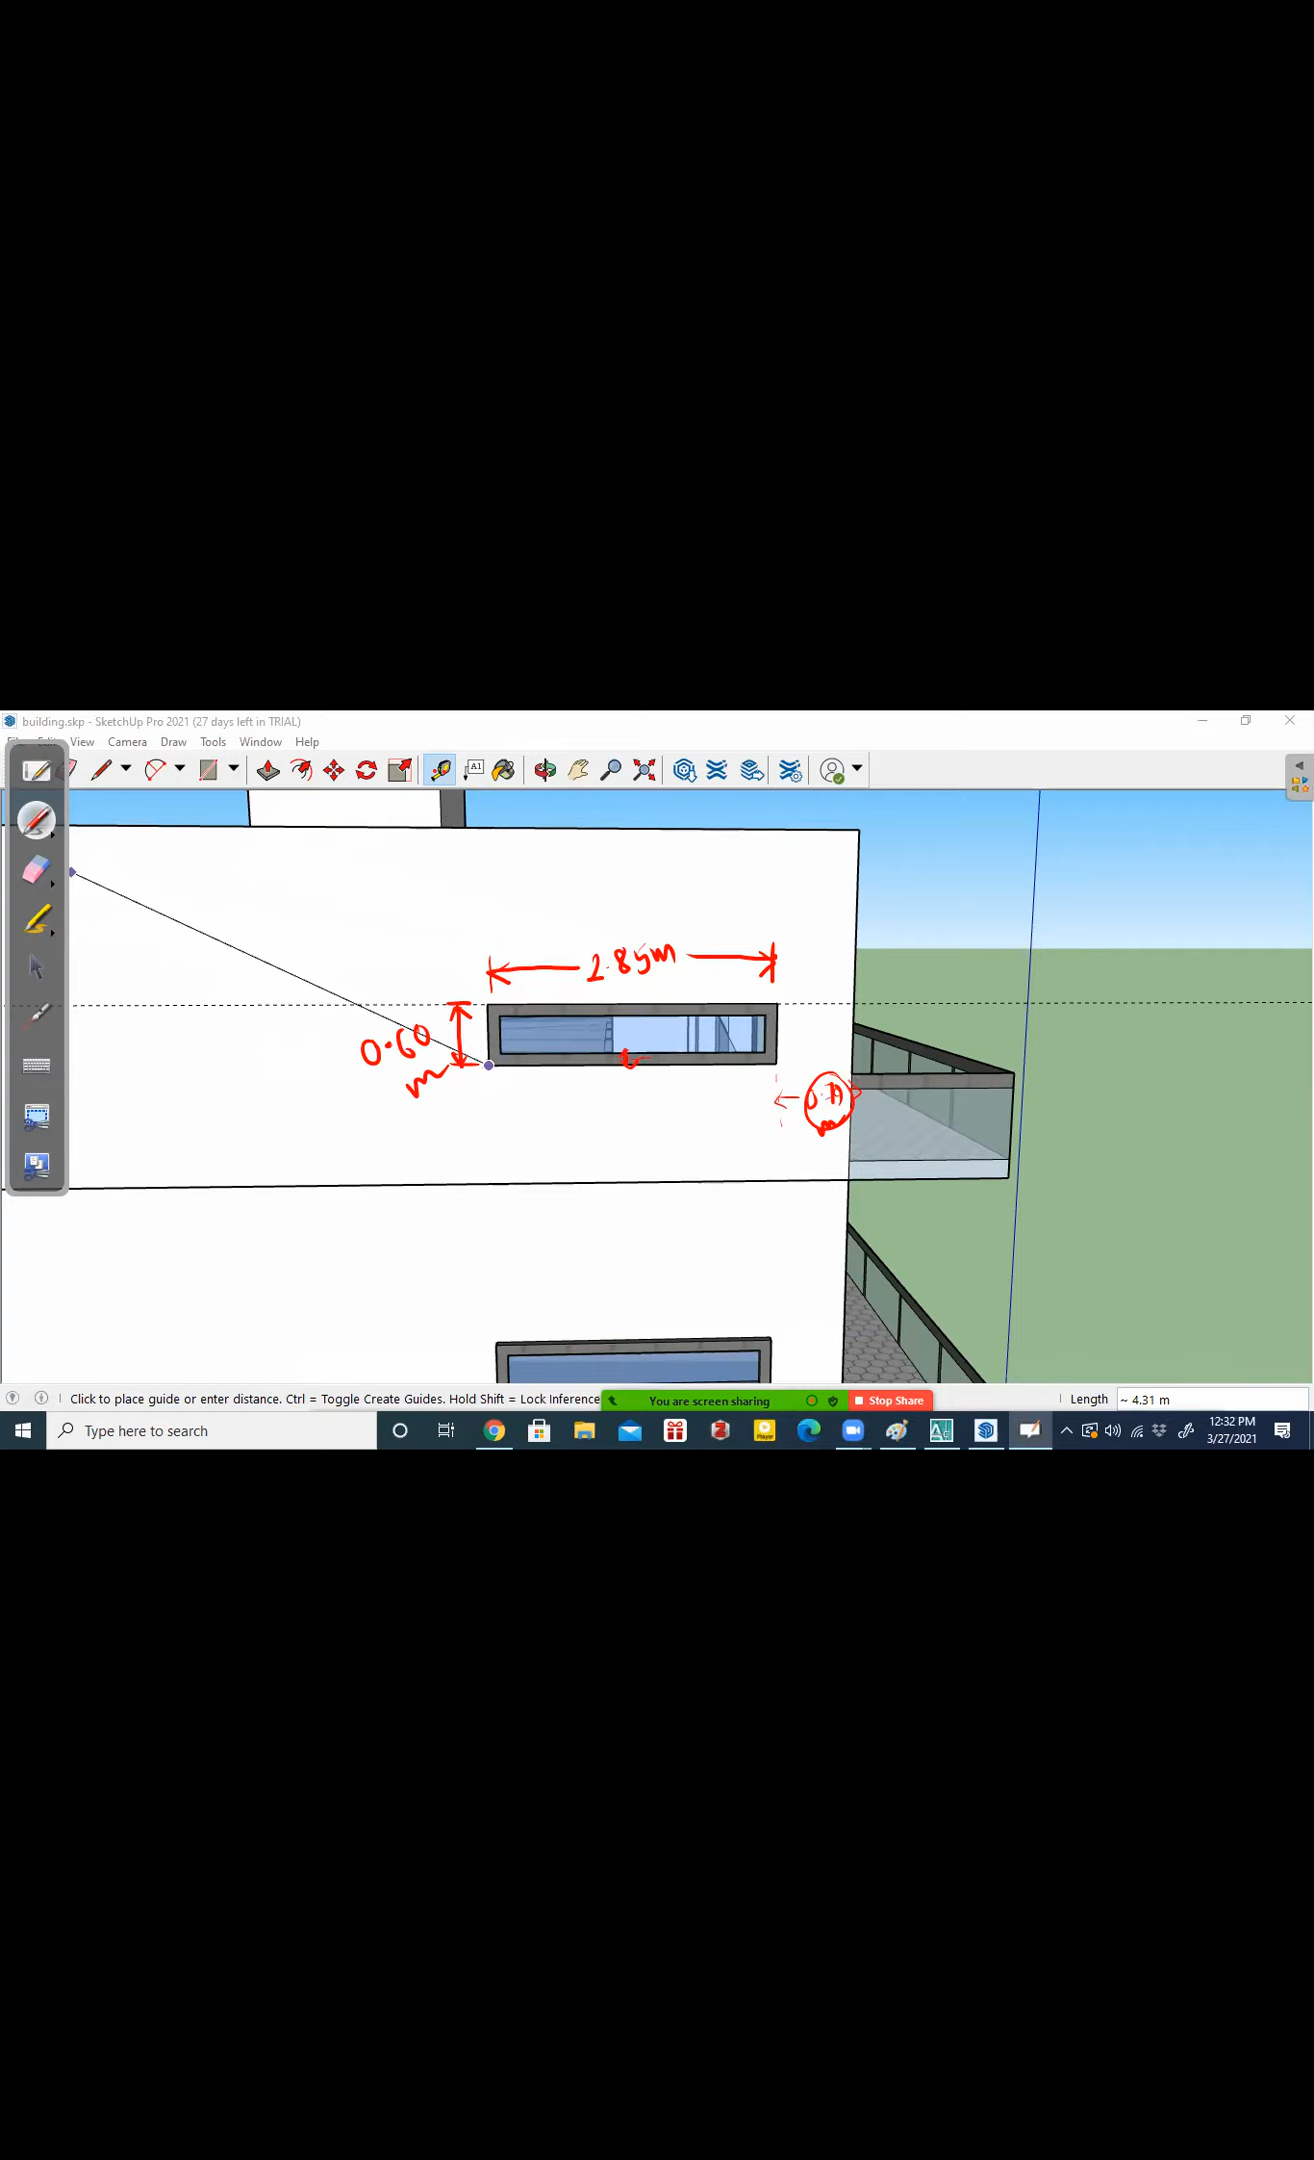 building.skp - SketchUp Pro 2021 (27 days left in TRIAL)
View Camera Draw Tools Window Help
A1
2.85m
0.60
m
m
Click to place guide or enter distance. Ctrl = Toggle Create Guides. Hold Shift = Lock Inference
You are screen sharing
Stop Share
Length ~ 4.31 m
Type here to search
Player
12:32 PM
3/27/2021